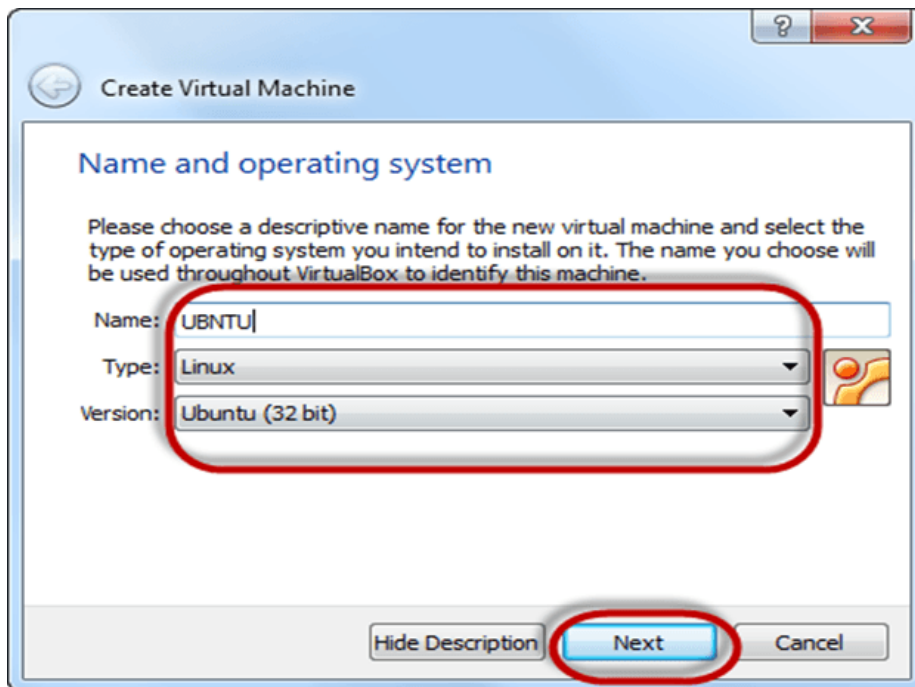 ?
X
Create Virtual Machine
Name and operating system
Please choose a descriptive name for the new virtual machine and select the
type of operating system you intend to install on it. The name you choose will
be used throughout VirtualBox to identify this machine.
Name: UBNTU
Type: Linux
Version: Ubuntu (32 bit)
Hide Description Next Cancel